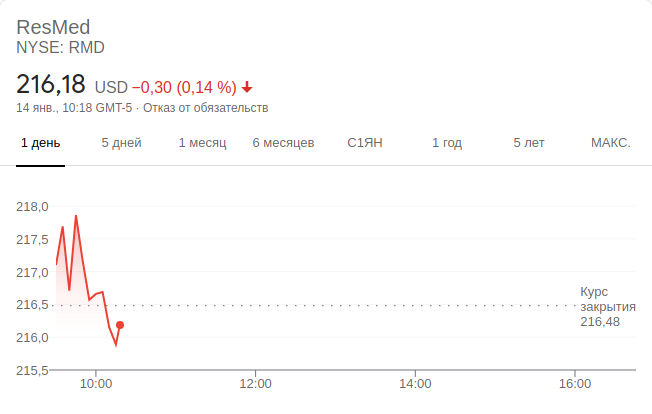 ResMed
NYSE: RMD
216,18 USD −0,30 (0,14 %)
14 янв., 10:18 GMT-5 · Отказ от обязательств
1 день 5 дней 1 месяц 6 месяцев С1ЯН 1 год 5 лет МАКС.
218,0
217,5
217,0
216,5
216,0
215,5
Курс
закрытия
216,48
10:00 12:00 14:00 16:00